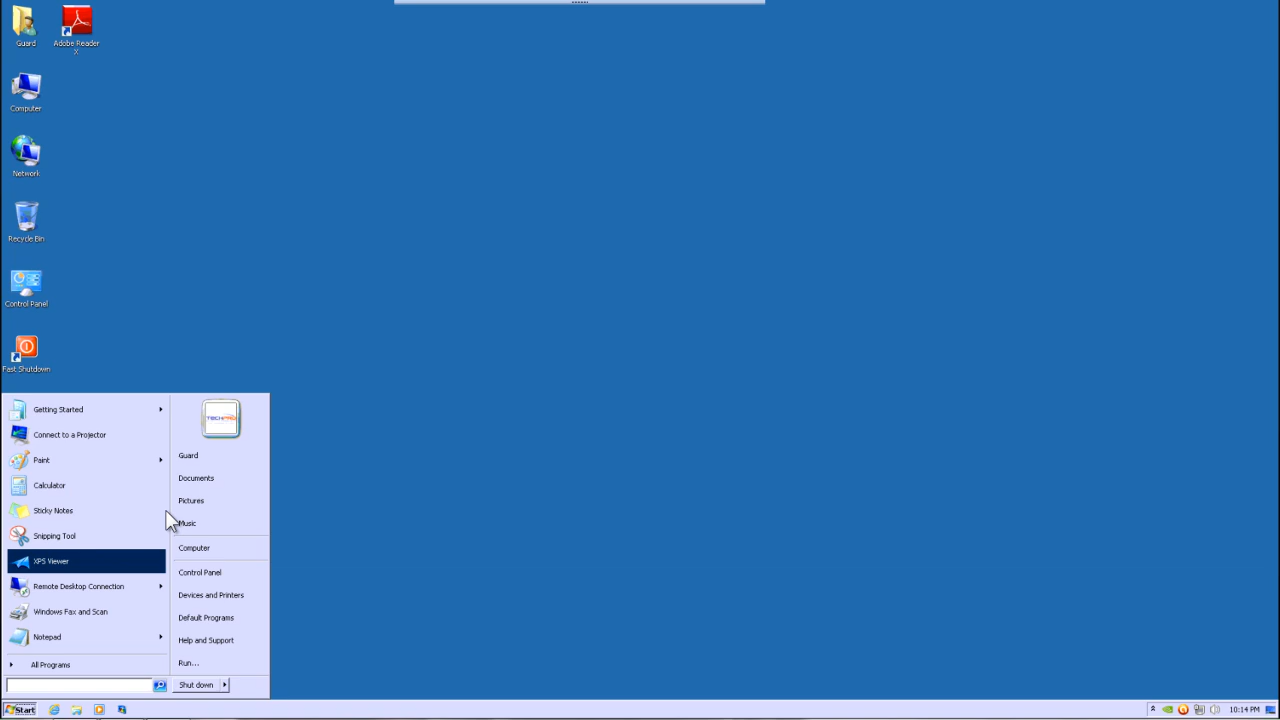 Guard
Adobe Reader
X
Computer
Network
Recycle Bin
Control Panel
Fast Shutdown
Getting Started
Connect to a Projector
Paint
Calculator
Sticky Notes
Snipping Tool
XPS Viewer
Remote Desktop Connection
Windows Fax and Scan
Notepad
All Programs
TECHPRO
Guard
Documents
Pictures
Music
Computer
Control Panel
Devices and Printers
Default Programs
Help and Support
Run...
Shut down
Start
10:14 PM